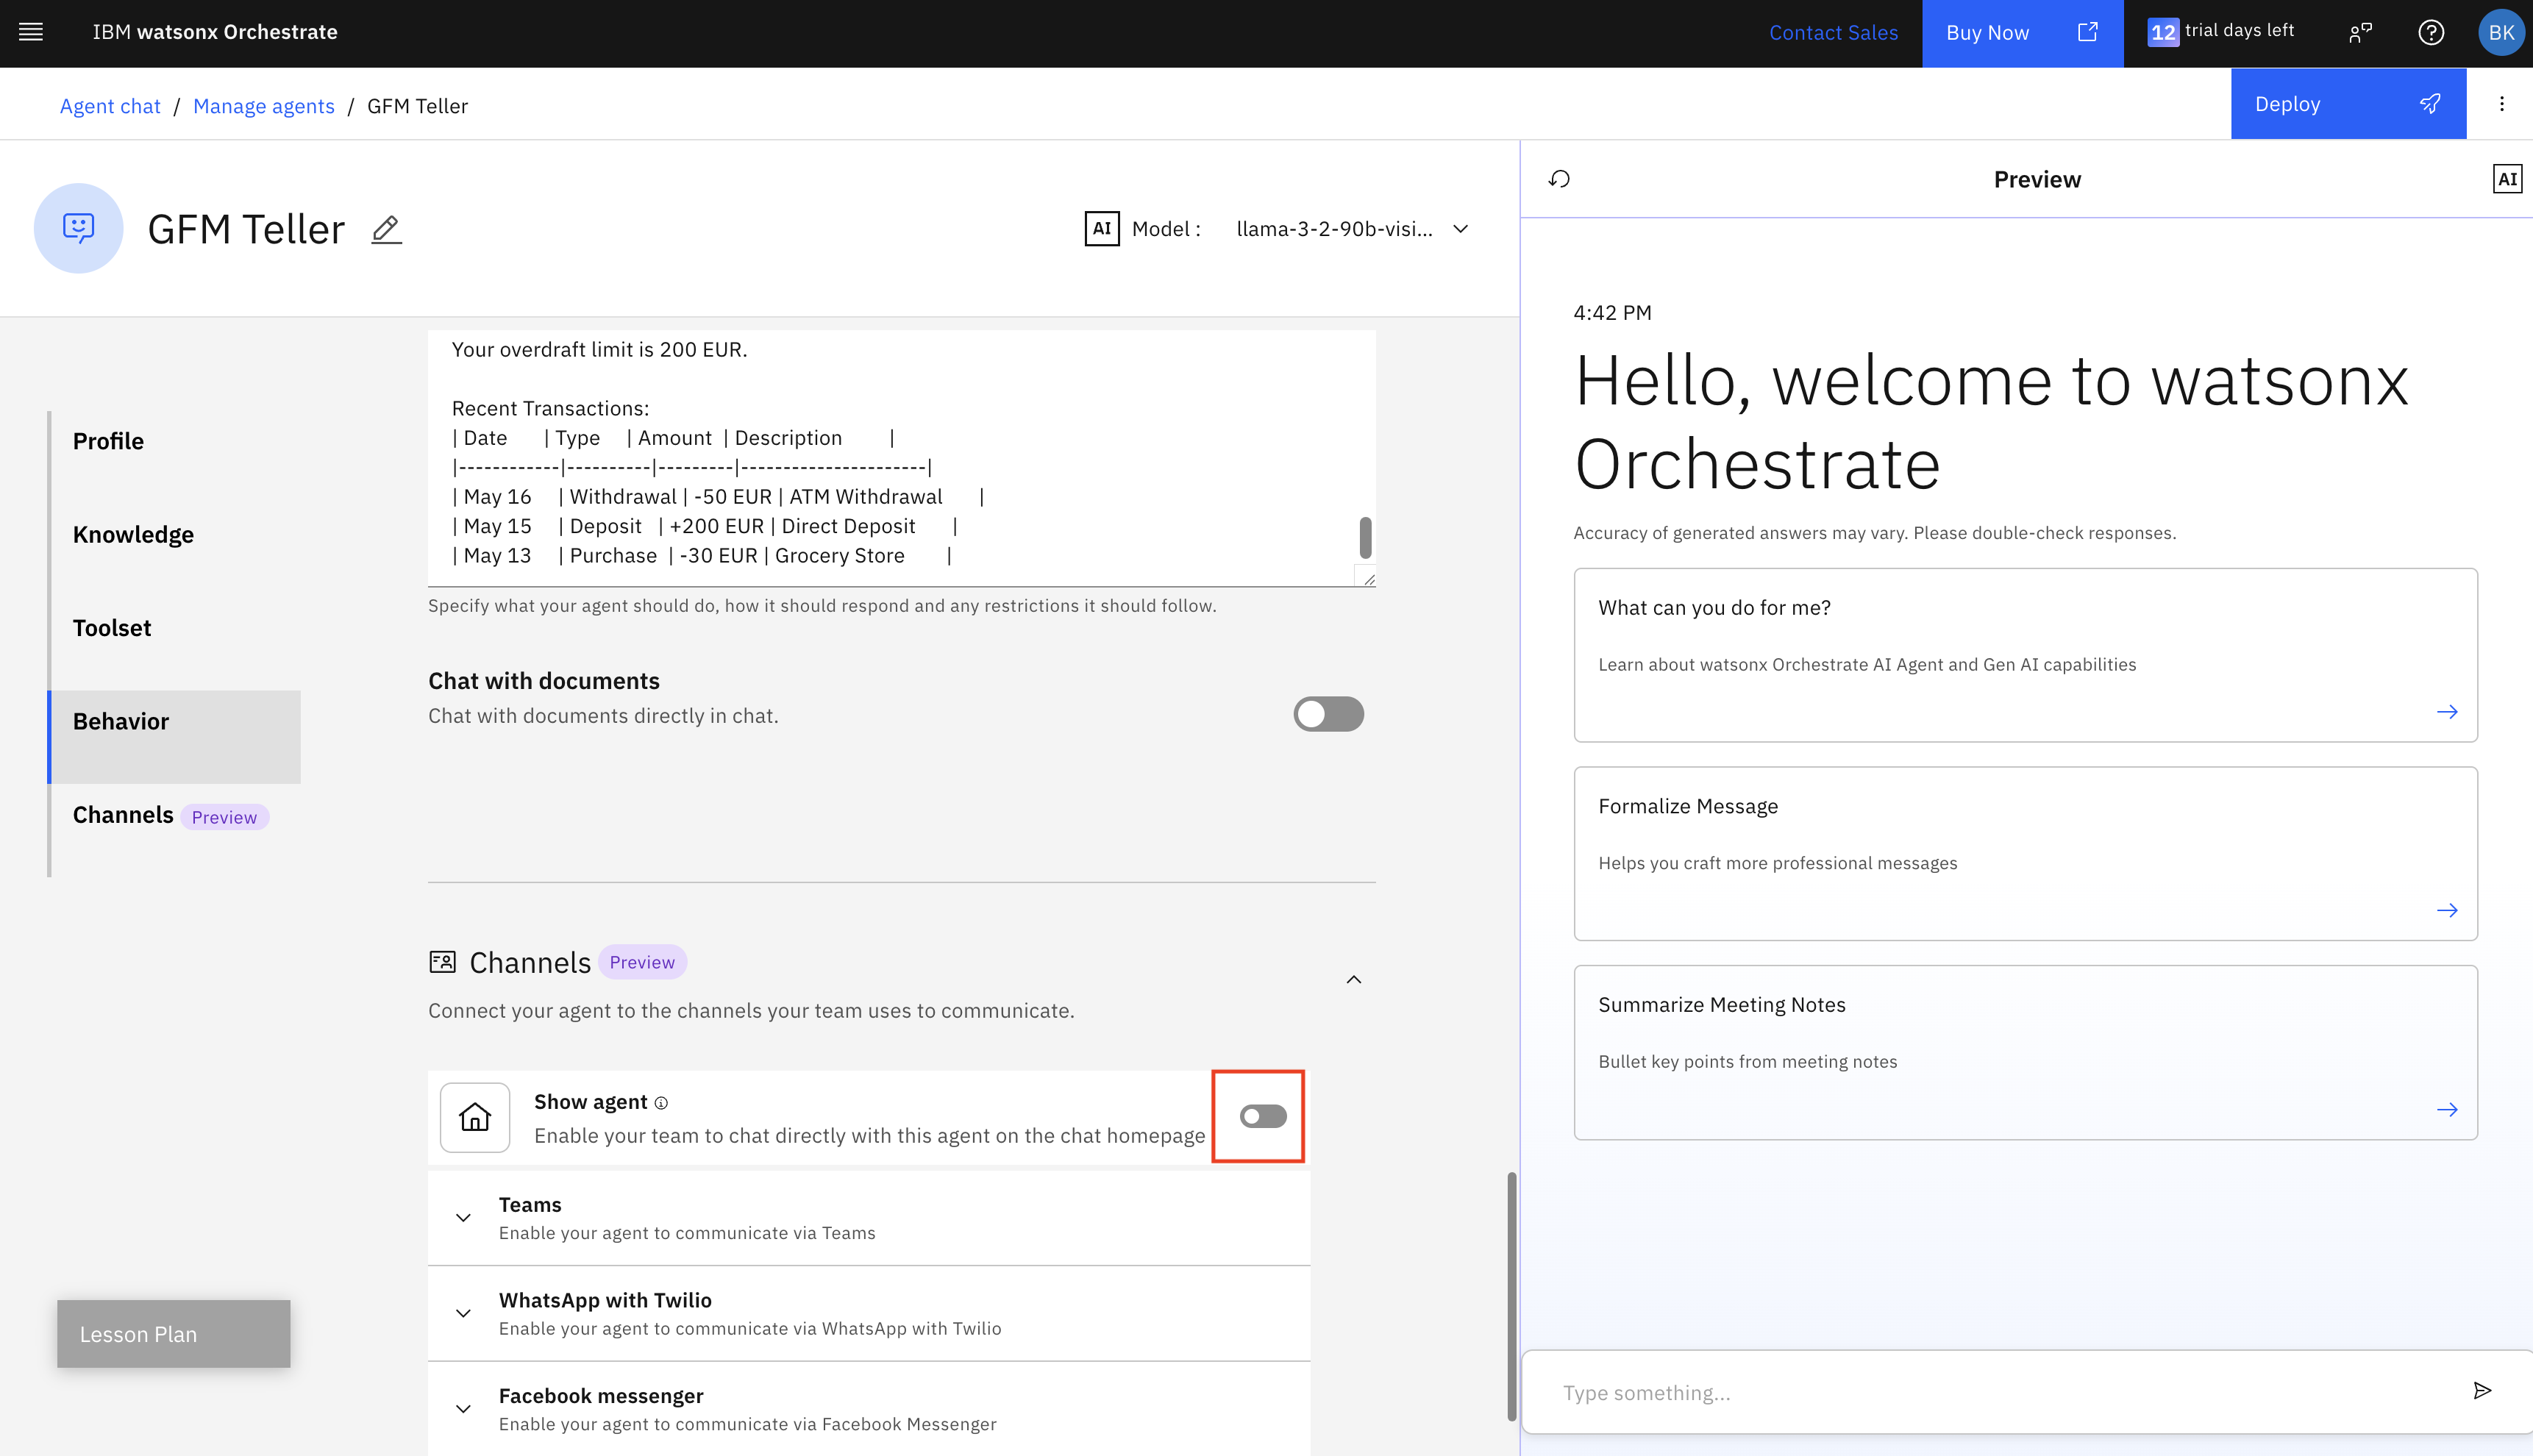 IBM watsonx Orchestrate
Contact Sales
Buy Now
12 trial days left
BK
Agent chat / Manage agents / GFM Teller
Deploy
GFM Teller
AI Model : llama-3-2-90b-visi...
Preview
AI
Profile
Knowledge
Toolset
Behavior
Channels Preview
Lesson Plan
Your overdraft limit is 200 EUR.
Recent Transactions:
| Date | Type | Amount | Description |
|------------|----------|---------|----------------------|
| May 16 | Withdrawal | -50 EUR | ATM Withdrawal |
| May 15 | Deposit | +200 EUR | Direct Deposit |
| May 13 | Purchase | -30 EUR | Grocery Store |
Specify what your agent should do, how it should respond and any restrictions it should follow.
Chat with documents
Chat with documents directly in chat.
Channels Preview
Connect your agent to the channels your team uses to communicate.
Show agent
Enable your team to chat directly with this agent on the chat homepage
Teams
Enable your agent to communicate via Teams
WhatsApp with Twilio
Enable your agent to communicate via WhatsApp with Twilio
Facebook messenger
Enable your agent to communicate via Facebook Messenger
4:42 PM
Hello, welcome to watsonx
Orchestrate
Accuracy of generated answers may vary. Please double-check responses.
What can you do for me?
Learn about watsonx Orchestrate AI Agent and Gen AI capabilities
Formalize Message
Helps you craft more professional messages
Summarize Meeting Notes
Bullet key points from meeting notes
Type something...